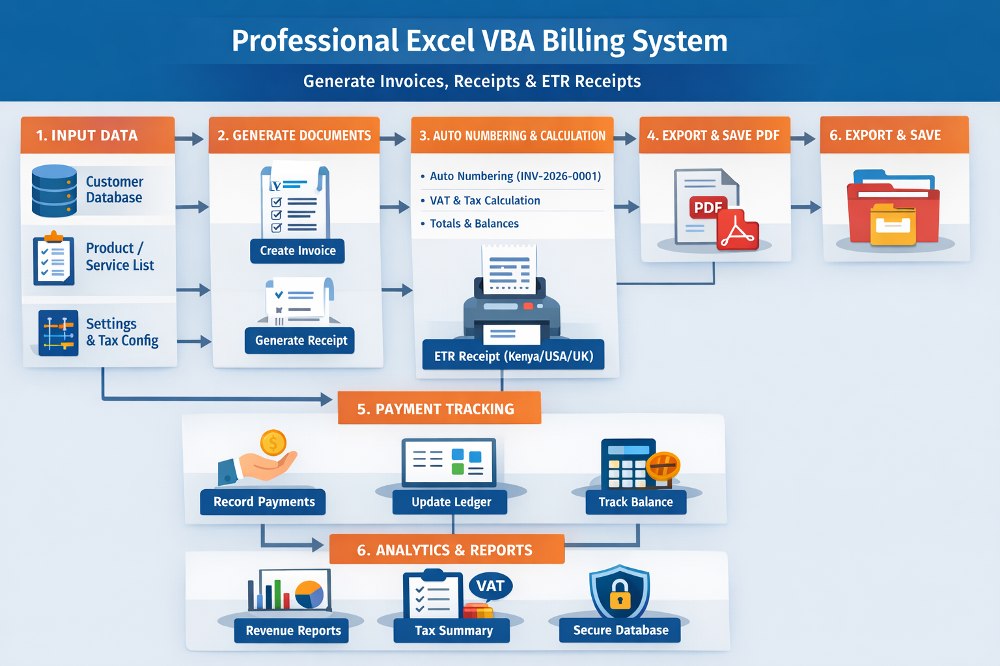 Professional Excel VBA Billing System
Generate Invoices, Receipts & ETR Receipts
1. INPUT DATA
Customer
Database
Product /
Service List
Settings
& Tax Config
2. GENERATE DOCUMENTS
Create Invoice
Generate Receipt
3. AUTO NUMBERING & CALCULATION
• Auto Numbering (INV-2026-0001)
• VAT & Tax Calculation
• Totals & Balances
ETR Receipt (Kenya/USA/UK)
4. EXPORT & SAVE PDF
PDF
6. EXPORT & SAVE
5. PAYMENT TRACKING
Record Payments
Update Ledger
Track Balance
6. ANALYTICS & REPORTS
Revenue Reports
VAT
Tax Summary
Secure Database